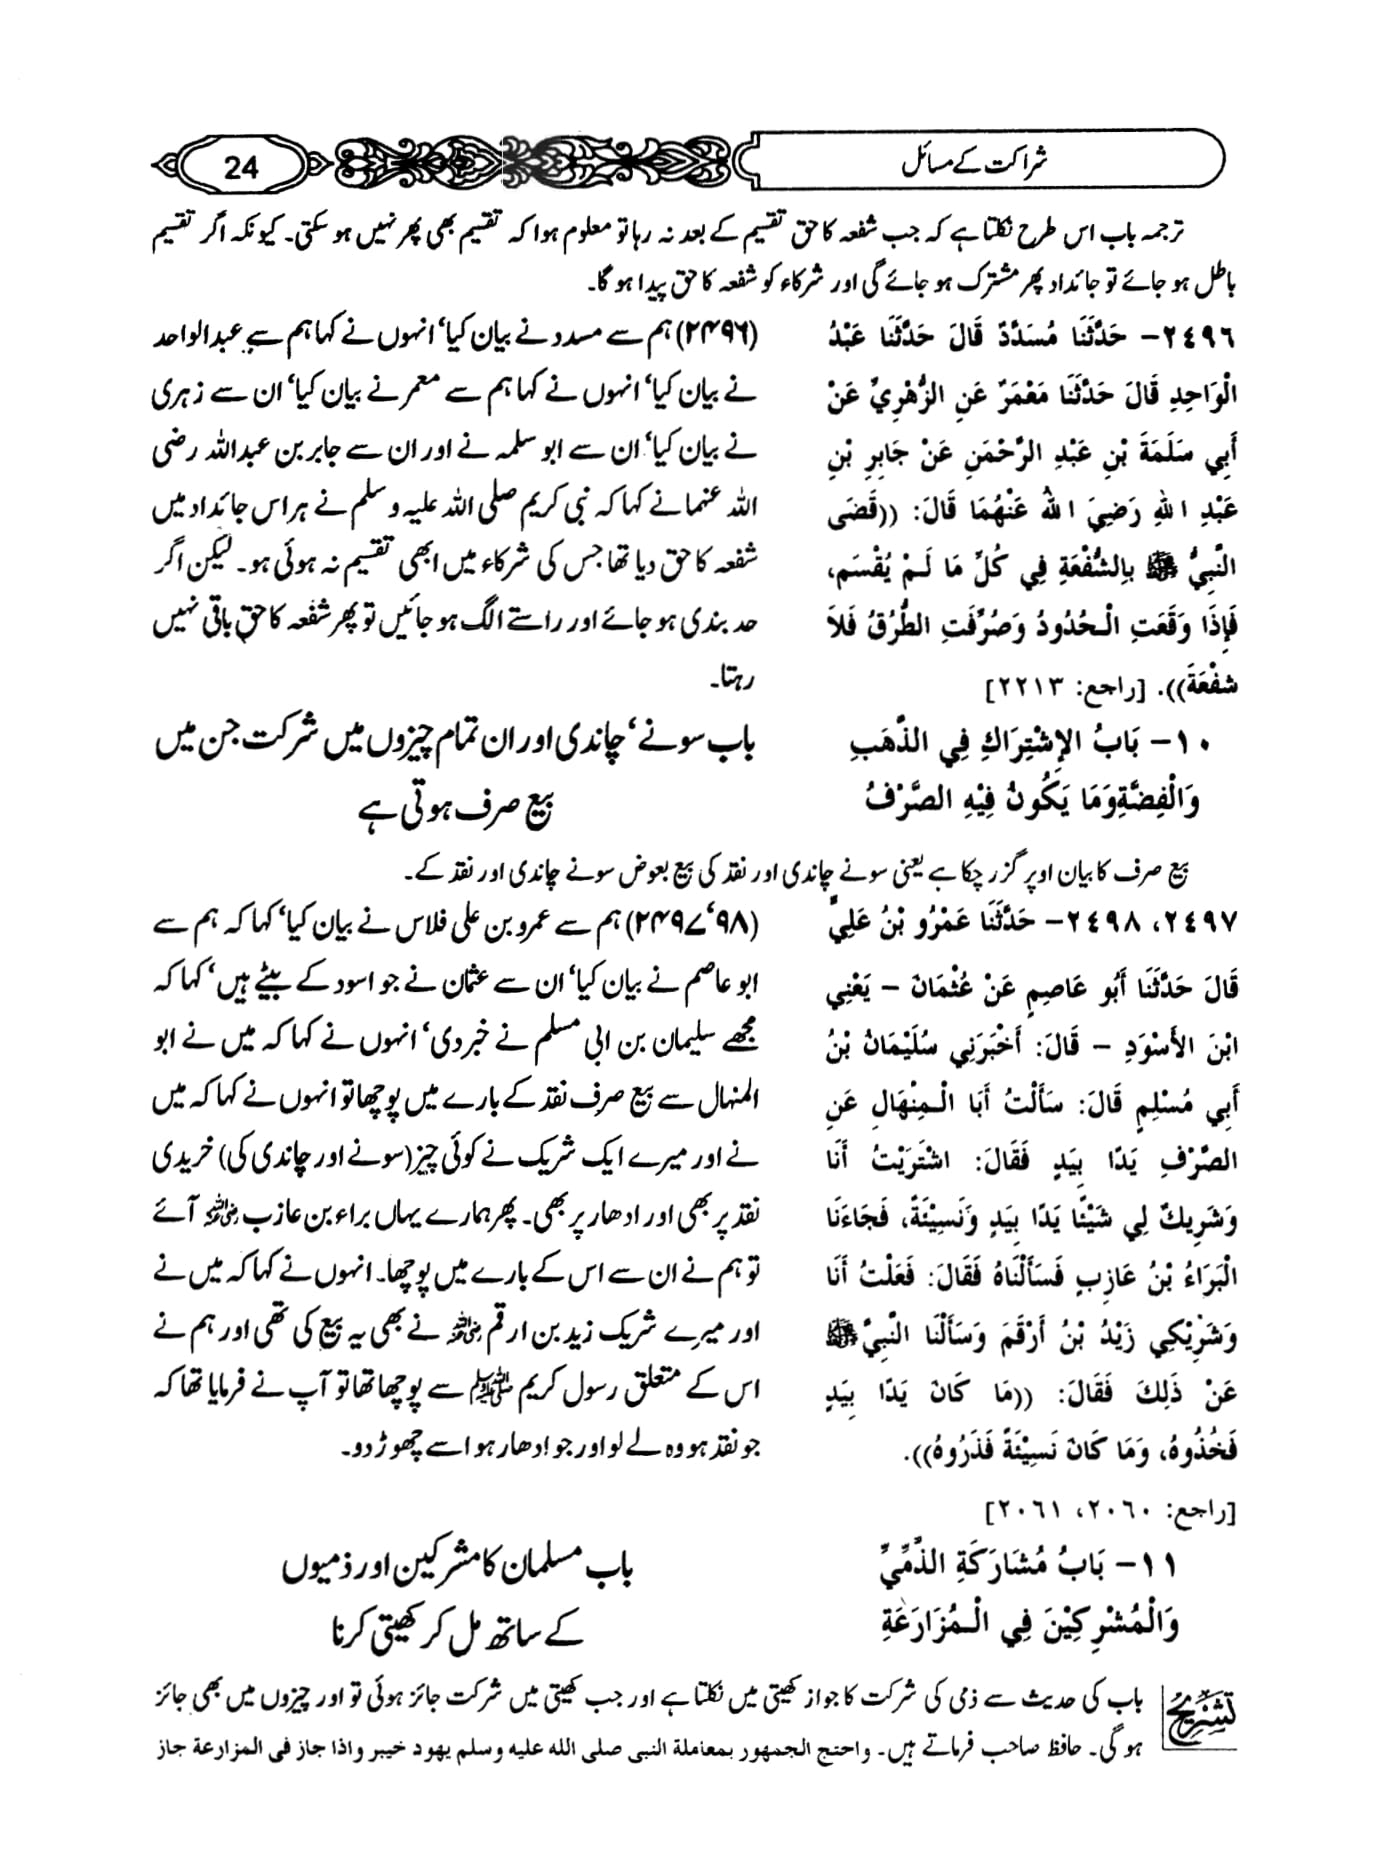 شراکت کے مسائل
24
ترجمہ باب اس طرح نکلتا ہے کہ جب شفعہ کا حق تقسیم کے بعد نہ رہا تو معلوم ہوا کہ تقسیم بھی پھر نہیں ہو سکتی۔ کیونکہ اگر تقسیم
باطل ہو جائے تو جائداد پھر مشترک ہو جائے گی اور شرکاء کو شفعہ کا حق پیدا ہو گا۔
٢٤٩٦- حَدَّثَنَا مُسَدَّدٌ قَالَ حَدَّثَنَا عَبْدُ
الْوَاحِدِ قَالَ حَدَّثَنَا مَعْمَرٌ عَنِ الزُّهْرِيِّ عَنْ
أَبِي سَلَمَةَ بْنِ عَبْدِ الرَّحْمَنِ عَنْ جَابِرِ بْنِ
عَبْدِ اللهِ رَضِيَ اللهُ عَنْهُمَا قَالَ: ((قَضَى
النَّبِيُّ ﷺ بِالشُّفْعَةِ فِي كُلِّ مَا لَمْ يُقْسَم،
فَإِذَا وَقَعَتِ الْحُدُودُ وَصُرِّفَتِ الطُّرُقُ فَلاَ
شُفْعَةَ)). [راجع: ٢٢١٣]
(۲۴۹۶) ہم سے مسدد نے بیان کیا‘ انہوں نے کہا ہم سے عبدالواحد
نے بیان کیا‘ انہوں نے کہا ہم سے معمر نے بیان کیا‘ ان سے زہری
نے بیان کیا‘ ان سے ابو سلمہ نے اور ان سے جابر بن عبداللہ رضی
اللہ عنہما نے کہا کہ نبی کریم صلی اللہ علیہ وسلم نے ہر اس جائداد میں
شفعہ کا حق دیا تھا جس کی شرکاء میں ابھی تقسیم نہ ہوئی ہو۔ لیکن اگر
حد بندی ہو جائے اور راستے الگ ہو جائیں تو پھر شفعہ کا حق باقی نہیں
رہتا۔
١٠- بَابُ الإِشْتِرَاكِ فِي الذَّهَبِ
وَالْفِضَّةِ وَمَا يَكُونُ فِيْهِ الصَّرْفُ
باب سونے‘ چاندی اور ان تمام چیزوں میں شرکت جن میں
بیع صرف ہوتی ہے
بیع صرف کا بیان اوپر گزر چکا ہے یعنی سونے چاندی اور نقد کی بیع بعوض سونے چاندی اور نقد کے۔
٢٤٩٧، ٢٤٩٨- حَدَّثَنَا عَمْرُو بْنُ عَلِيٍّ
قَالَ حَدَّثَنَا أَبُو عَاصِمٍ عَنْ عُثْمَانَ - يَعْنِي
ابْنَ الأَسْوَدِ - قَالَ: أَخْبَرَنِي سُلَيْمَانُ بْنُ
أَبِي مُسْلِمٍ قَالَ: سَأَلْتُ أَبَا الْمِنْهَالِ عَنِ
الصَّرْفِ يَدًا بِيَدٍ فَقَالَ: اشْتَرَيْتُ أَنَا
وَشَرِيكٌ لِي شَيْئًا يَدًا بِيَدٍ وَنَسِيْئَةً، فَجَاءَنَا
الْبَرَاءُ بْنُ عَازِبٍ فَسَأَلْنَاهُ فَقَالَ: فَعَلْتُ أَنَا
وَشَرِيْكِي زَيْدُ بْنُ أَرْقَمَ وَسَأَلْنَا النَّبِيَّ ﷺ
عَنْ ذَلِكَ فَقَالَ: ((مَا كَانَ يَدًا بِيَدٍ
فَخُذُوهُ، وَمَا كَانَ نَسِيْئَةً فَذَرُوهُ)).
[راجع: ٢٠٦٠، ٢٠٦١]
(۲۴۹۷‘۹۸) ہم سے عمرو بن علی فلاس نے بیان کیا‘ کہا کہ ہم سے
ابو عاصم نے بیان کیا‘ ان سے عثمان نے جو اسود کے بیٹے ہیں‘ کہا کہ
مجھے سلیمان بن ابی مسلم نے خبر دی‘ انہوں نے کہا کہ میں نے ابو
المنہال سے بیع صرف نقد کے بارے میں پوچھا تو انہوں نے کہا کہ میں
نے اور میرے ایک شریک نے کوئی چیز (سونے اور چاندی کی) خریدی
نقد پر بھی اور ادھار پر بھی۔ پھر ہمارے یہاں براء بن عازب رضی اللہ عنہ آئے
تو ہم نے ان سے اس کے بارے میں پوچھا۔ انہوں نے کہا کہ میں نے
اور میرے شریک زید بن ارقم رضی اللہ عنہ نے بھی یہ بیع کی تھی اور ہم نے
اس کے متعلق رسول کریم ﷺ سے پوچھا تھا تو آپ نے فرمایا تھا کہ
جو نقد ہو وہ لے لو اور جو ادھار ہو اسے چھوڑ دو۔
١١- بَابُ مُشَارَكَةِ الذِّمِّيِّ
وَالْمُشْرِكِيْنَ فِي الْمُزَارَعَةِ
باب مسلمان کا مشرکین اور ذمیوں
کے ساتھ مل کر کھیتی کرنا
تشریح باب کی حدیث سے ذمی کی شرکت کا جواز کھیتی میں نکلتا ہے اور جب کھیتی میں شرکت جائز ہوئی تو اور چیزوں میں بھی جائز
ہو گی۔ حافظ صاحب فرماتے ہیں۔ واحتج الجمهور بمعاملة النبى صلى الله عليه وسلم يهود خيبر واذا جاز فى المزارعة جاز